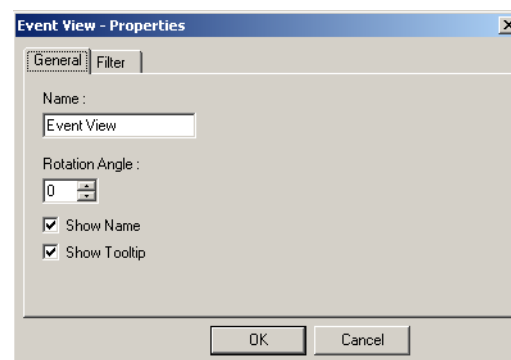 Event View - Properties
General Filter
Name :
Event View
Rotation Angle :
0
Show Name
Show Tooltip
OK Cancel